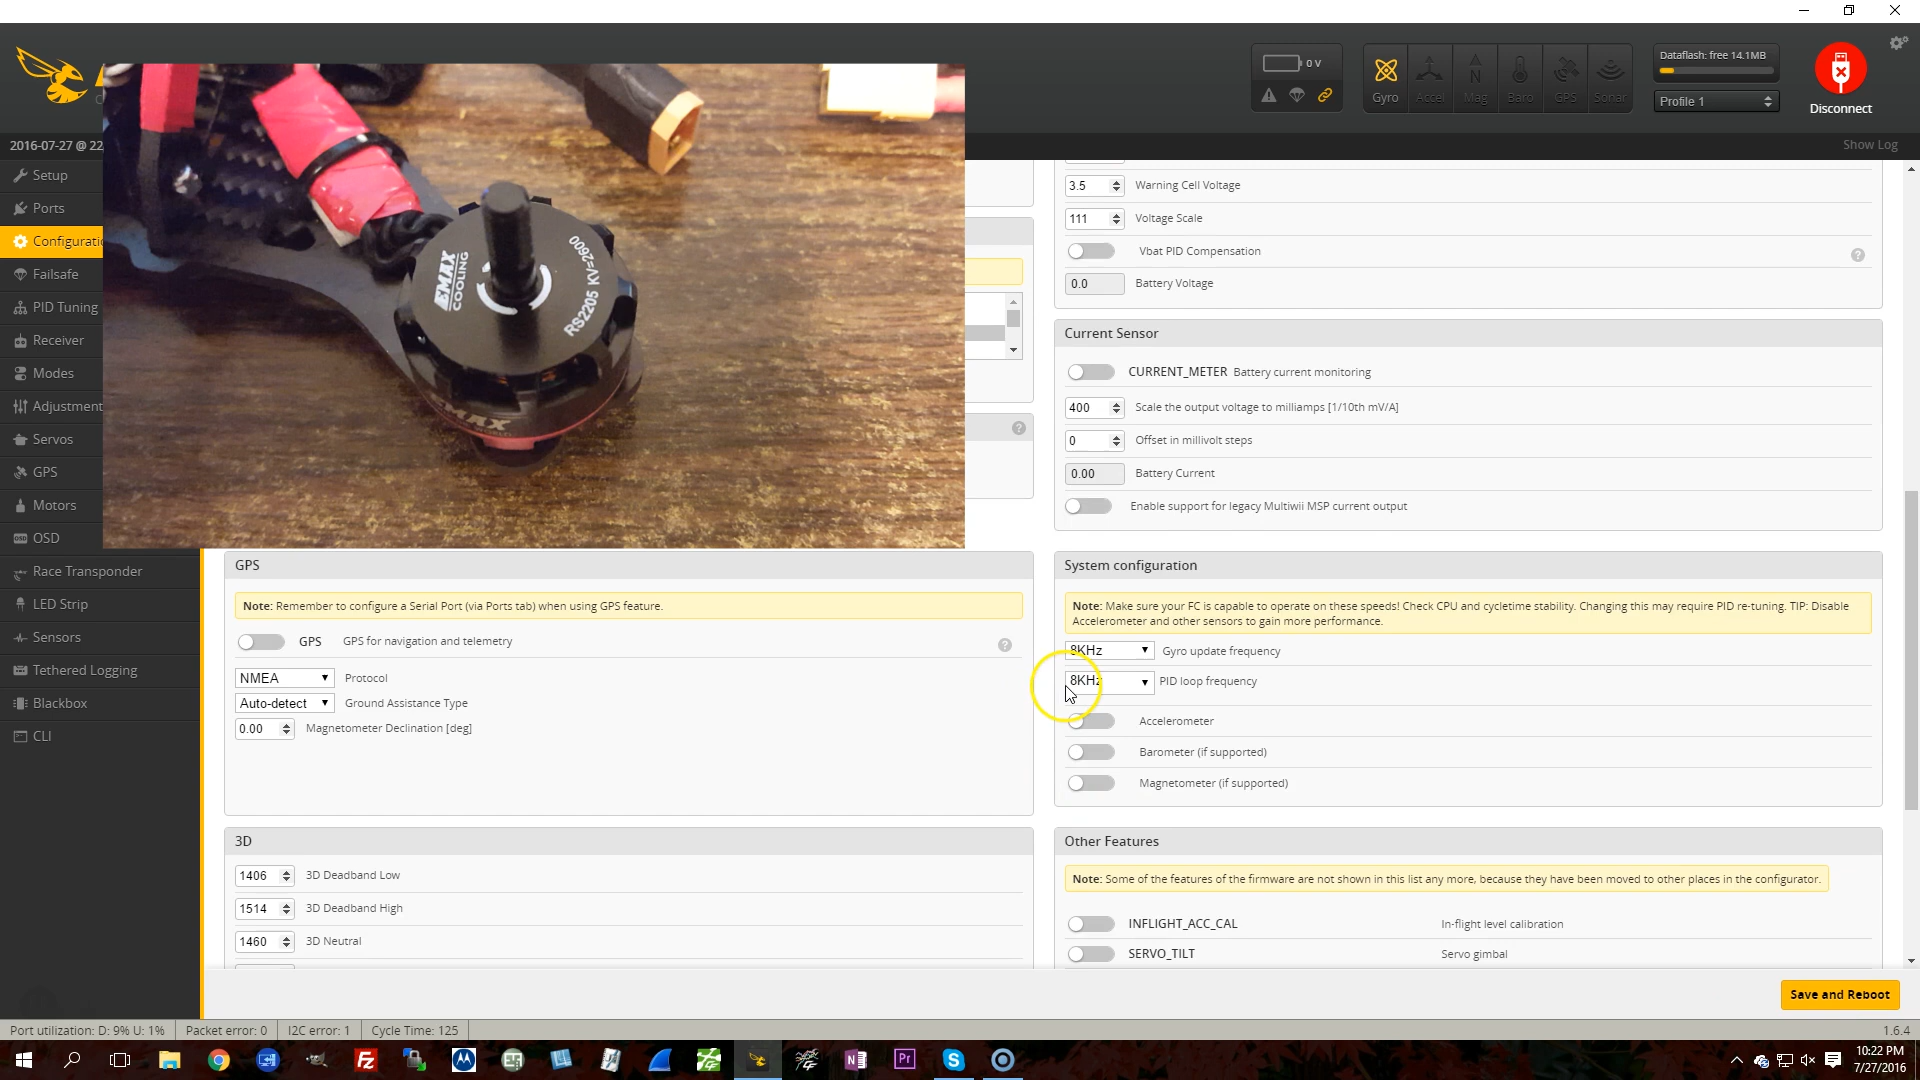 0 V
Gyro
Accel
Mag
Baro
GPS
Sonar
Dataflash: free 14.1MB
Profile 1
Disconnect
2016-07-27 @ 22
Show Log
Setup
Ports
Configuratio
Failsafe
PID Tuning
Receiver
Modes
Adjustment
Servos
GPS
Motors
OSD
Race Transponder
LED Strip
Sensors
Tethered Logging
Blackbox
CLI
EMAX
COOLING
RS2205 KV=2600
3.5 Warning Cell Voltage
111 Voltage Scale
Vbat PID Compensation
0.0 Battery Voltage
Current Sensor
CURRENT_METER Battery current monitoring
400 Scale the output voltage to milliamps [1/10th mV/A]
0 Offset in millivolt steps
0.00 Battery Current
Enable support for legacy Multiwii MSP current output
GPS
Note: Remember to configure a Serial Port (via Ports tab) when using GPS feature.
GPS GPS for navigation and telemetry
NMEA Protocol
Auto-detect Ground Assistance Type
0.00 Magnetometer Declination [deg]
System configuration
Note: Make sure your FC is capable to operate on these speeds! Check CPU and cycletime stability. Changing this may require PID re-tuning. TIP: Disable
Accelerometer and other sensors to gain more performance.
8KHz Gyro update frequency
8KHz PID loop frequency
Accelerometer
Barometer (if supported)
Magnetometer (if supported)
3D
1406 3D Deadband Low
1514 3D Deadband High
1460 3D Neutral
Other Features
Note: Some of the features of the firmware are not shown in this list any more, because they have been moved to other places in the configurator.
INFLIGHT_ACC_CAL In-flight level calibration
SERVO_TILT Servo gimbal
Save and Reboot
Port utilization: D: 9% U: 1% Packet error: 0 I2C error: 1 Cycle Time: 125
1.6.4
10:22 PM
7/27/2016